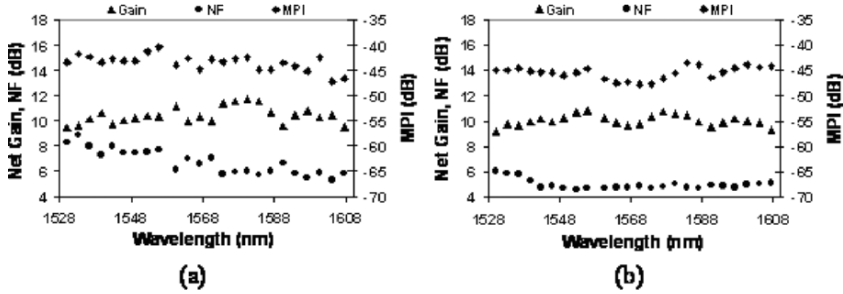 Gain NF MPI
18
16
14
12
10
8
6
4
-35
-40
-45
-50
-55
-60
-65
-70
Net Gain, NF (dB)
MPI (dB)
1528 1548 1568 1588 1608
Wavelength (nm)
(a)
Gain NF MPI
18
16
14
12
10
8
6
4
-35
-40
-45
-50
-55
-60
-65
-70
Net Gain, NF (dB)
MPI (dB)
1528 1548 1568 1588 1608
Wavelength (nm)
(b)